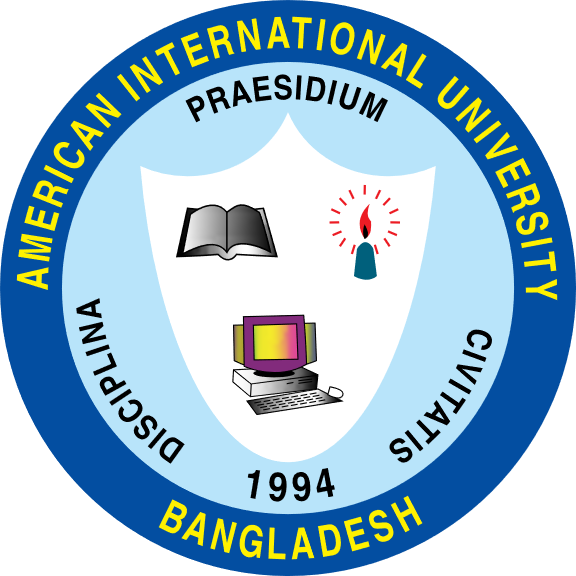 AMERICAN INTERNATIONAL UNIVERSITY
PRAESIDIUM
DISCIPLINA
CIVITATIS
1994
BANGLADESH